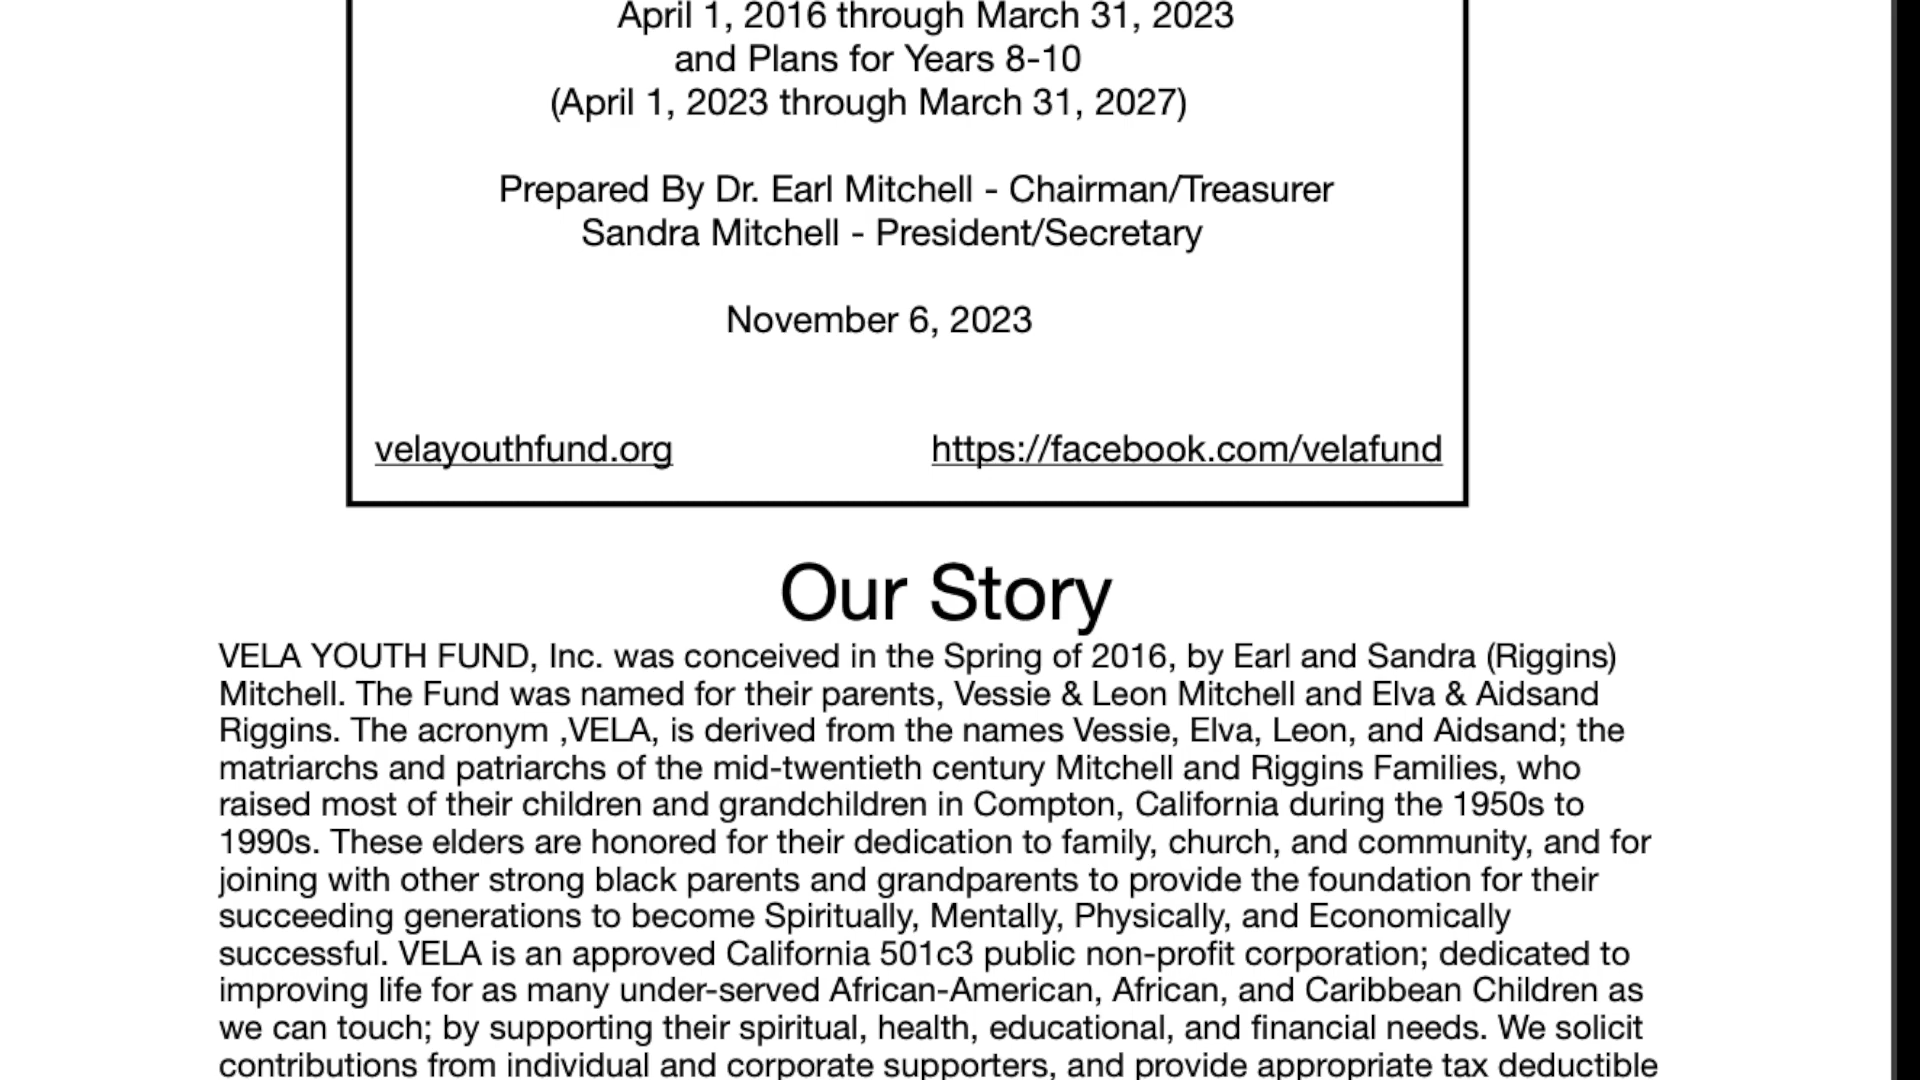 April 1, 2016 through March 31, 2023
and Plans for Years 8-10
(April 1, 2023 through March 31, 2027)
Prepared By Dr. Earl Mitchell - Chairman/Treasurer
Sandra Mitchell - President/Secretary
November 6, 2023
velayouthfund.org https://facebook.com/velafund
Our Story
VELA YOUTH FUND, Inc. was conceived in the Spring of 2016, by Earl and Sandra (Riggins)
Mitchell. The Fund was named for their parents, Vessie & Leon Mitchell and Elva & Aidsand
Riggins. The acronym ,VELA, is derived from the names Vessie, Elva, Leon, and Aidsand; the
matriarchs and patriarchs of the mid-twentieth century Mitchell and Riggins Families, who
raised most of their children and grandchildren in Compton, California during the 1950s to
1990s. These elders are honored for their dedication to family, church, and community, and for
joining with other strong black parents and grandparents to provide the foundation for their
succeeding generations to become Spiritually, Mentally, Physically, and Economically
successful. VELA is an approved California 501c3 public non-profit corporation; dedicated to
improving life for as many under-served African-American, African, and Caribbean Children as
we can touch; by supporting their spiritual, health, educational, and financial needs. We solicit
contributions from individual and corporate supporters, and provide appropriate tax deductible